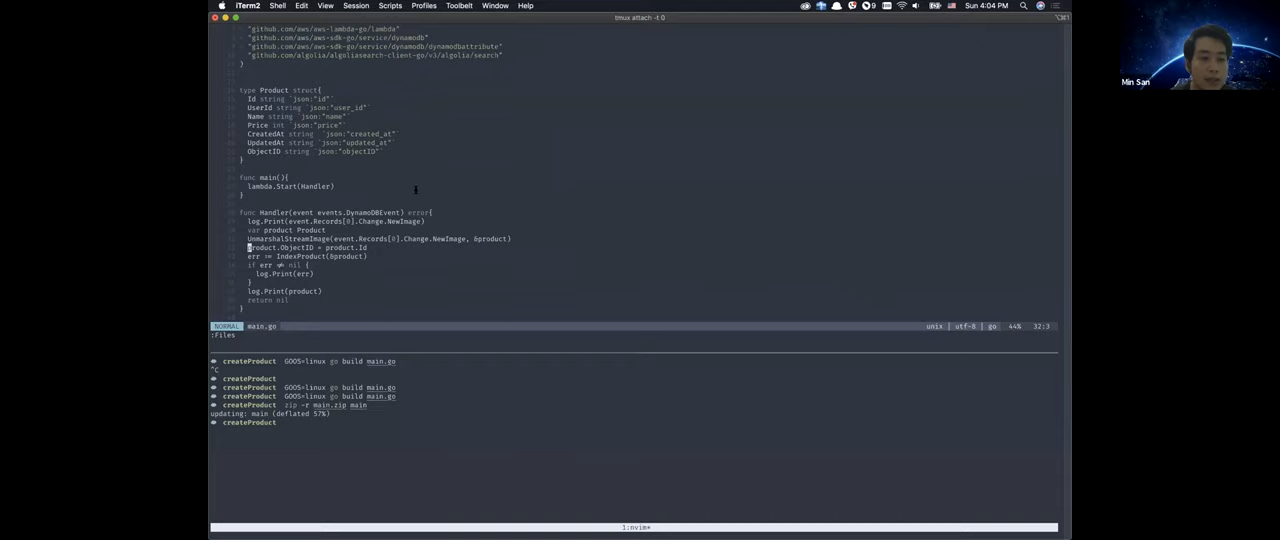 iTerm2 Shell Edit View Session Scripts Profiles Toolbelt Window Help 9 Sun 4:04 PM
tmux attach -t 0
"github.com/aws/aws-lambda-go/lambda"
"github.com/aws/aws-sdk-go/service/dynamodb"
"github.com/aws/aws-sdk-go/service/dynamodb/dynamodbattribute"
"github.com/algolia/algoliasearch-client-go/v3/algolia/search"
)
type Product struct{
Id string `json:"id"`
UserId string `json:"user_id"`
Name string `json:"name"`
Price int `json:"price"`
CreatedAt string `json:"created_at"`
UpdatedAt string `json:"updated_at"`
ObjectID string `json:"objectID"`
}
func main(){
lambda.Start(Handler)
}
func Handler(event events.DynamoDBEvent) error{
log.Print(event.Records[0].Change.NewImage)
var product Product
UnmarshalStreamImage(event.Records[0].Change.NewImage, &product)
product.ObjectID = product.Id
err := IndexProduct(&product)
if err ≠ nil {
log.Print(err)
}
log.Print(product)
return nil
}
NORMAL main.go unix | utf-8 | go 44% 32:3
:Files
createProduct GOOS=linux go build main.go
^C
createProduct
createProduct GOOS=linux go build main.go
createProduct GOOS=linux go build main.go
createProduct zip -r main.zip main
updating: main (deflated 57%)
createProduct
1:nvim*
Min San